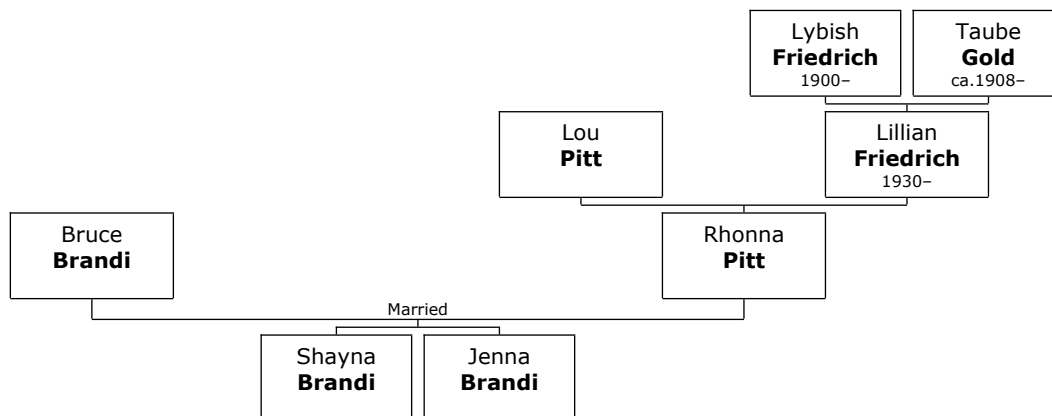 Lybish
Friedrich
1900–
Taube
Gold
ca.1908–
Lou
Pitt
Lillian
Friedrich
1930–
Bruce
Brandi
Rhonna
Pitt
Married
Shayna
Brandi
Jenna
Brandi